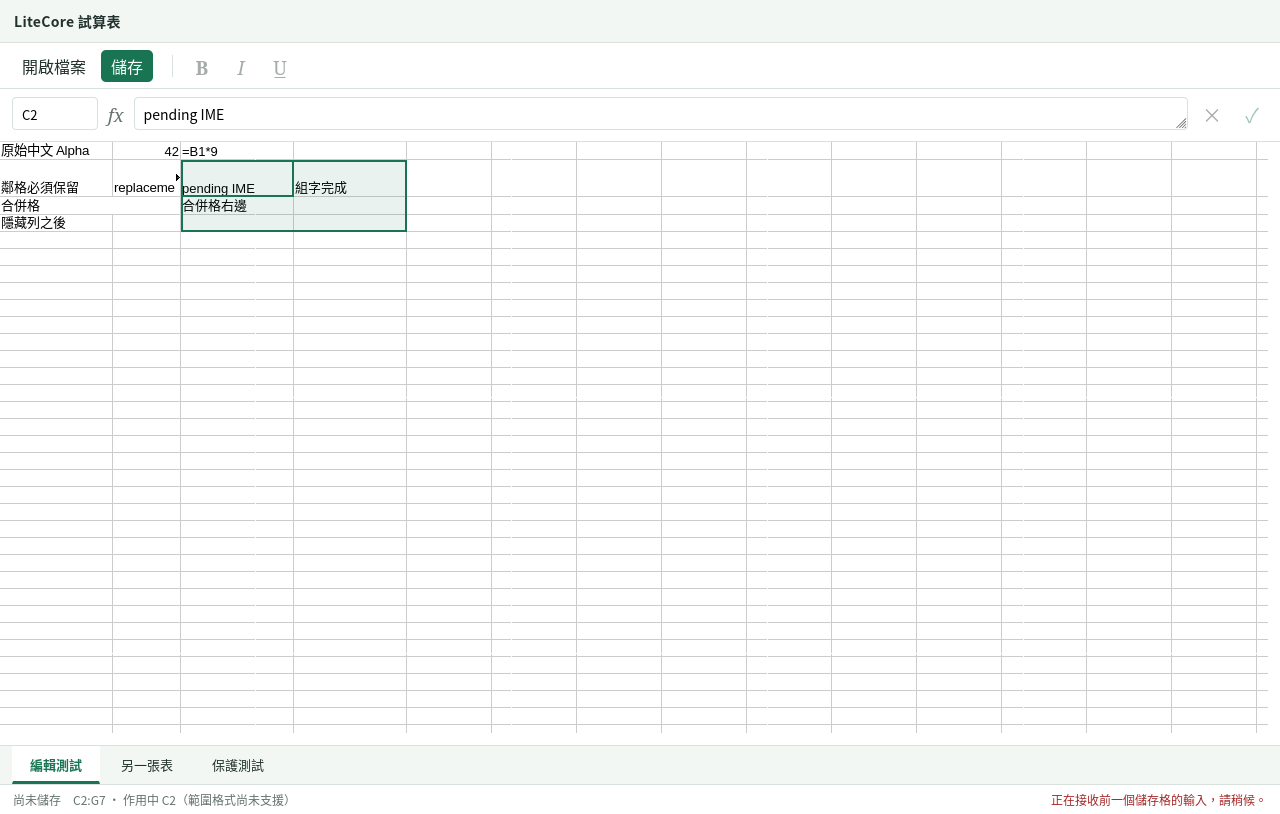 LiteCore 試算表
開啟檔案 儲存 B I U
C2 fx pending IME
原始中文 Alpha 42 =B1*9
鄰格必須保留 replaceme pending IME 組字完成
合併格 合併格右邊
隱藏列之後
編輯測試 另一張表 保護測試
尚未儲存 C2:G7 · 作用中 C2（範圍格式尚未支援） 正在接收前一個儲存格的輸入，請稍候。